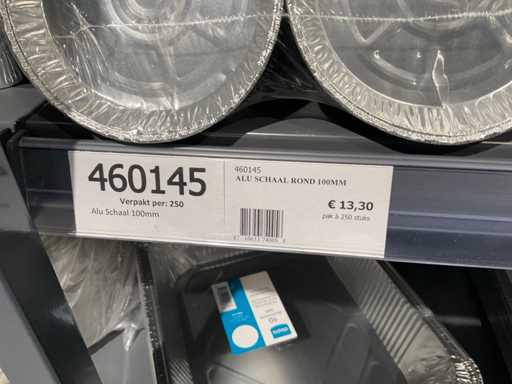 460145
Verpakt per: 250
Alu Schaal 100mm
460145
ALU SCHAAL ROND 100MM
€ 13,30
pak à 250 stuks